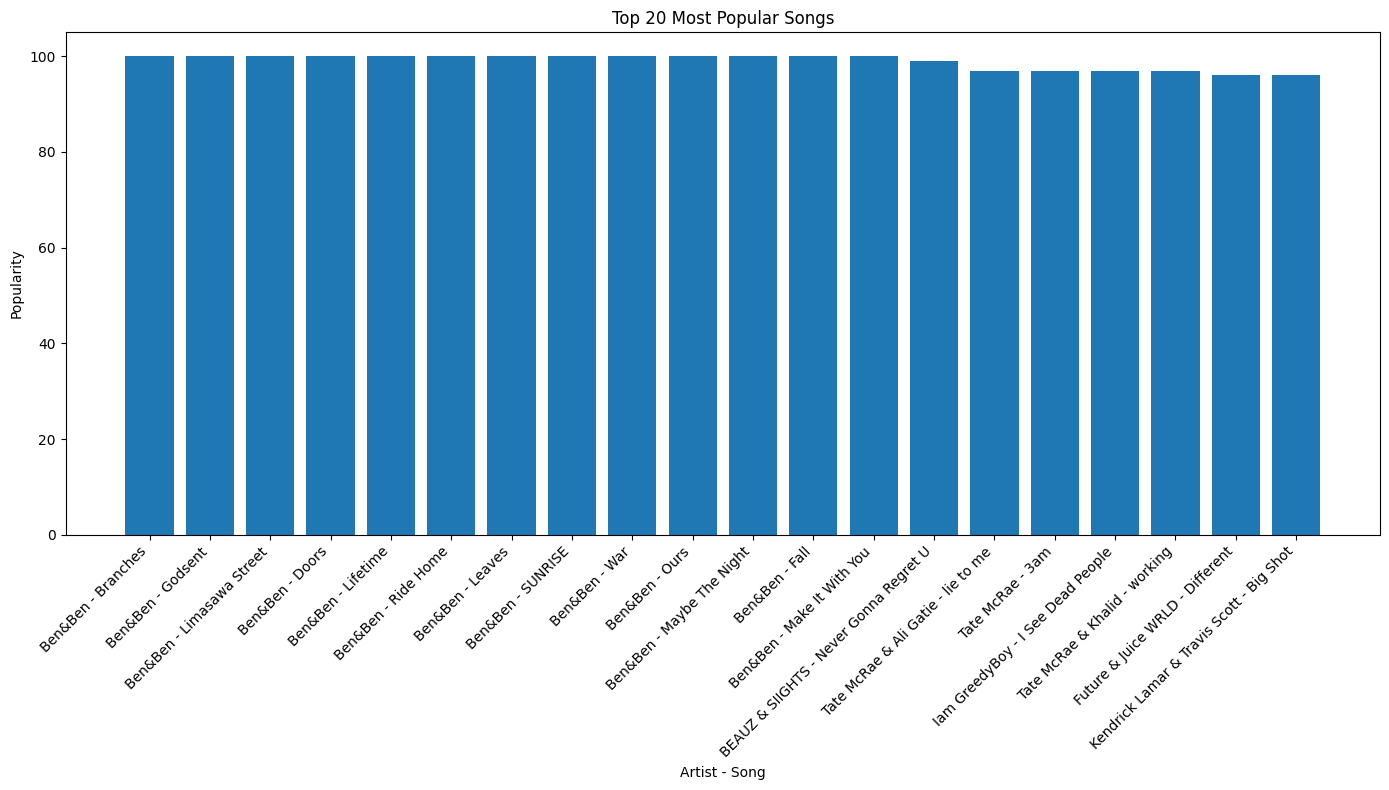 Top 20 Most Popular Songs
Popularity
100
80
60
40
20
0
Ben&Ben - Branches
Ben&Ben - Godsent
Ben&Ben - Limasawa Street
Ben&Ben - Doors
Ben&Ben - Lifetime
Ben&Ben - Ride Home
Ben&Ben - Leaves
Ben&Ben - SUNRISE
Ben&Ben - War
Ben&Ben - Ours
Ben&Ben - Maybe The Night
Ben&Ben - Fall
Ben&Ben - Make It With You
BEAUZ & SIIGHTS - Never Gonna Regret U
Tate McRae & Ali Gatie - lie to me
Tate McRae - 3am
Iam GreedyBoy - I See Dead People
Tate McRae & Khalid - working
Future & Juice WRLD - Different
Kendrick Lamar & Travis Scott - Big Shot
Artist - Song